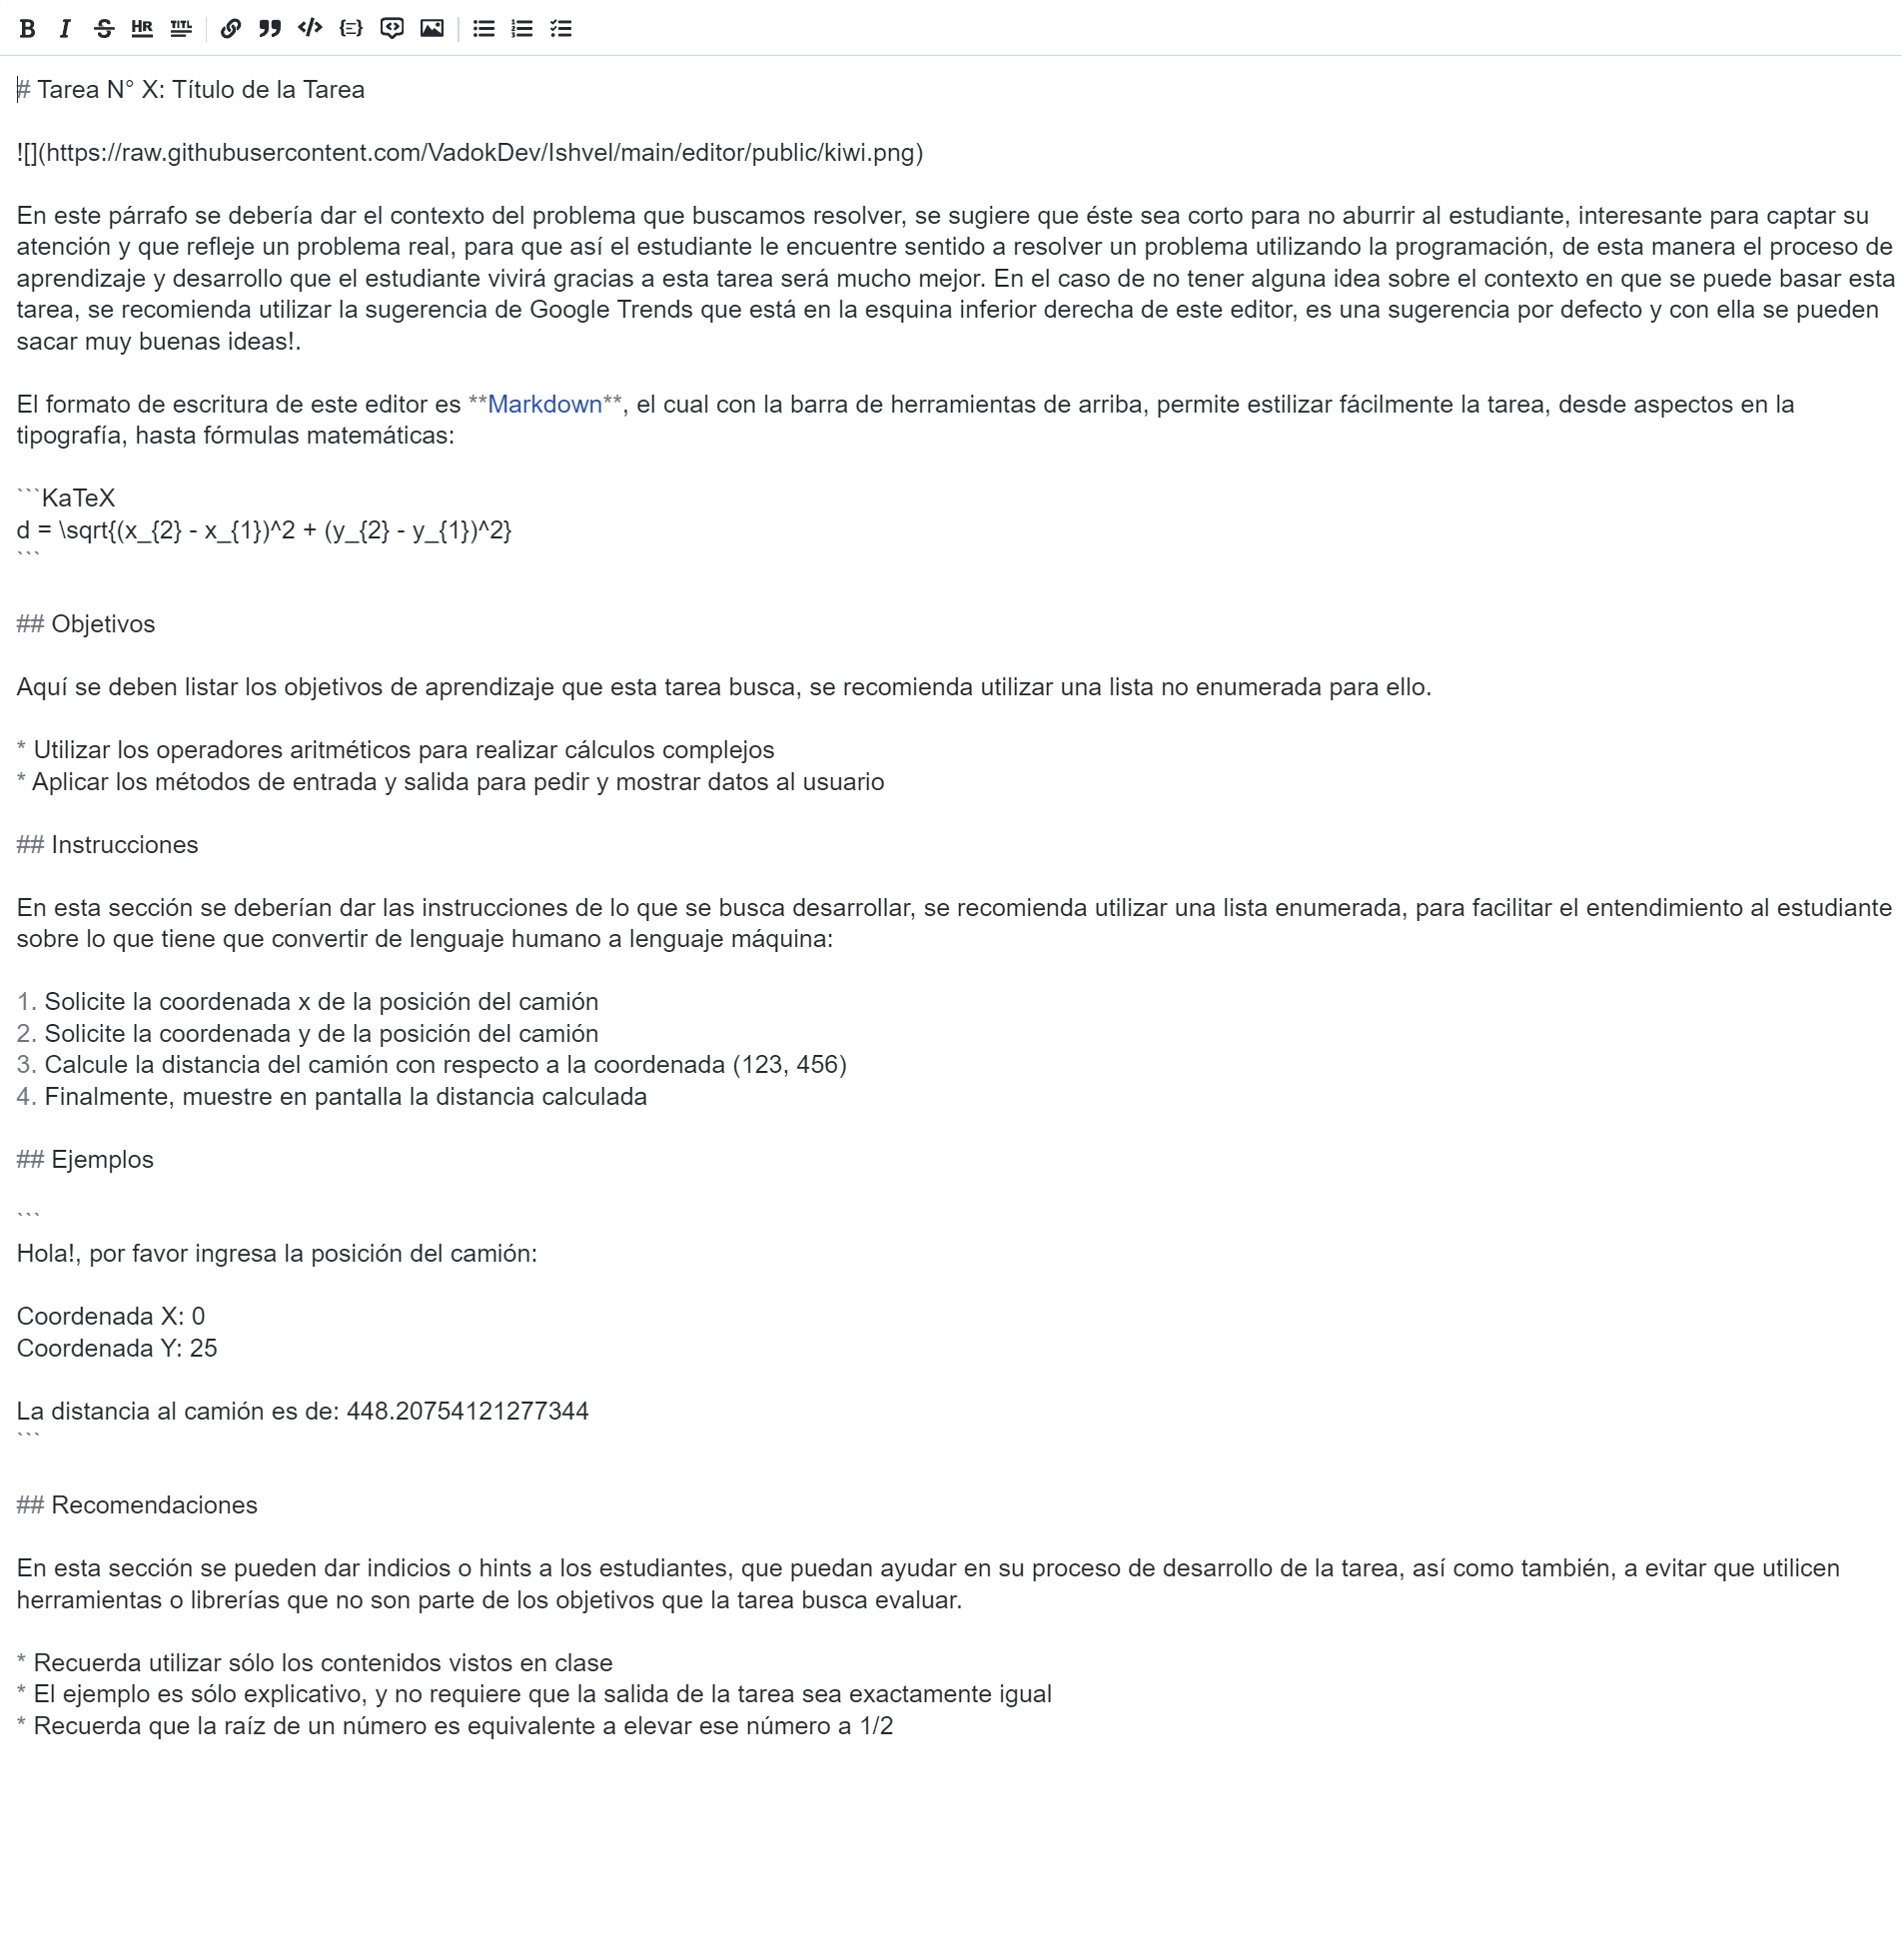 B I S HR TITL
# Tarea N° X: Título de la Tarea
![](https://raw.githubusercontent.com/VadokDev/Ishvel/main/editor/public/kiwi.png)
En este párrafo se debería dar el contexto del problema que buscamos resolver, se sugiere que éste sea corto para no aburrir al estudiante, interesante para captar su
atención y que refleje un problema real, para que así el estudiante le encuentre sentido a resolver un problema utilizando la programación, de esta manera el proceso de
aprendizaje y desarrollo que el estudiante vivirá gracias a esta tarea será mucho mejor. En el caso de no tener alguna idea sobre el contexto en que se puede basar esta
tarea, se recomienda utilizar la sugerencia de Google Trends que está en la esquina inferior derecha de este editor, es una sugerencia por defecto y con ella se pueden
sacar muy buenas ideas!.
El formato de escritura de este editor es **Markdown**, el cual con la barra de herramientas de arriba, permite estilizar fácilmente la tarea, desde aspectos en la
tipografía, hasta fórmulas matemáticas:
```KaTeX
d = \sqrt{(x_{2} - x_{1})^2 + (y_{2} - y_{1})^2}
```
## Objetivos
Aquí se deben listar los objetivos de aprendizaje que esta tarea busca, se recomienda utilizar una lista no enumerada para ello.
* Utilizar los operadores aritméticos para realizar cálculos complejos
* Aplicar los métodos de entrada y salida para pedir y mostrar datos al usuario
## Instrucciones
En esta sección se deberían dar las instrucciones de lo que se busca desarrollar, se recomienda utilizar una lista enumerada, para facilitar el entendimiento al estudiante
sobre lo que tiene que convertir de lenguaje humano a lenguaje máquina:
1. Solicite la coordenada x de la posición del camión
2. Solicite la coordenada y de la posición del camión
3. Calcule la distancia del camión con respecto a la coordenada (123, 456)
4. Finalmente, muestre en pantalla la distancia calculada
## Ejemplos
```
Hola!, por favor ingresa la posición del camión:
Coordenada X: 0
Coordenada Y: 25
La distancia al camión es de: 448.20754121277344
```
## Recomendaciones
En esta sección se pueden dar indicios o hints a los estudiantes, que puedan ayudar en su proceso de desarrollo de la tarea, así como también, a evitar que utilicen
herramientas o librerías que no son parte de los objetivos que la tarea busca evaluar.
* Recuerda utilizar sólo los contenidos vistos en clase
* El ejemplo es sólo explicativo, y no requiere que la salida de la tarea sea exactamente igual
* Recuerda que la raíz de un número es equivalente a elevar ese número a 1/2